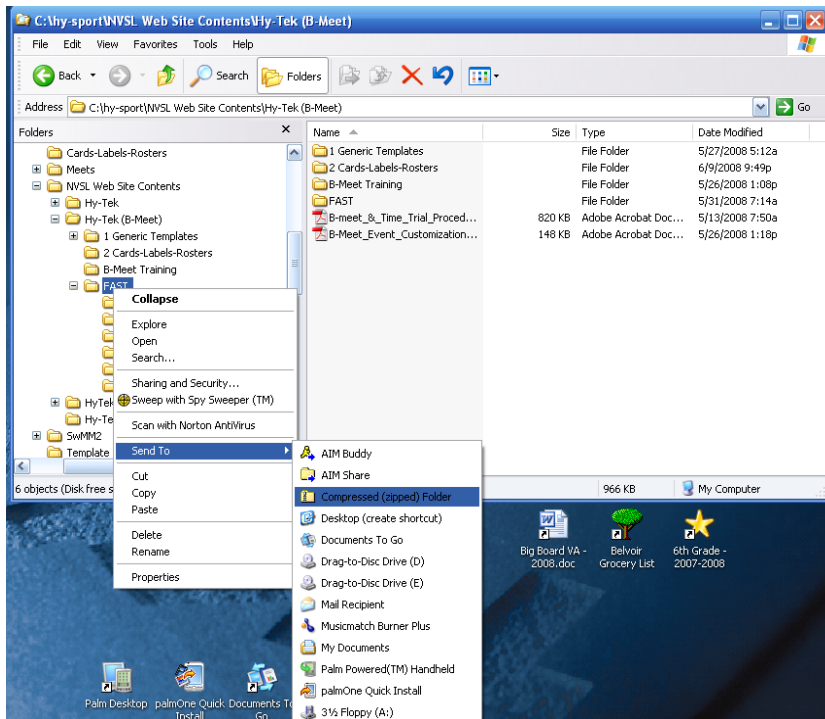 C:\hy-sport\NVSL Web Site Contents\Hy-Tek (B-Meet)
File Edit View Favorites Tools Help
Back Search Folders
Address C:\hy-sport\NVSL Web Site Contents\Hy-Tek (B-Meet) Go
Folders x Name Size Type Date Modified
Cards-Labels-Rosters
Meets
NVSL Web Site Contents
Hy-Tek
Hy-Tek (B-Meet)
1 Generic Templates
2 Cards-Labels-Rosters
B-Meet Training
FAST
HyTek
Hy-Te
SwMM2
Template
1 Generic Templates File Folder 5/27/2008 5:12a
2 Cards-Labels-Rosters File Folder 6/9/2008 9:49p
B-Meet Training File Folder 5/26/2008 1:08p
FAST File Folder 5/31/2008 7:14a
B-meet_&_Time_Trial_Proced... 820 KB Adobe Acrobat Doc... 5/13/2008 7:50a
B-Meet_Event_Customization... 148 KB Adobe Acrobat Doc... 5/26/2008 1:18p
Collapse
Explore
Open
Search...
Sharing and Security...
Sweep with Spy Sweeper (TM)
Scan with Norton AntiVirus
Send To
Cut
Copy
Paste
Delete
Rename
Properties
AIM Buddy
AIM Share
Compressed (zipped) Folder
Desktop (create shortcut)
Documents To Go
Drag-to-Disc Drive (D)
Drag-to-Disc Drive (E)
Mail Recipient
Musicmatch Burner Plus
My Documents
Palm Powered(TM) Handheld
palmOne Quick Install
3½ Floppy (A:)
6 objects (Disk free s 966 KB My Computer
Big Board VA -
2008.doc
Belvoir
Grocery List
6th Grade -
2007-2008
Palm Desktop
palmOne Quick
Install
Documents To
Go